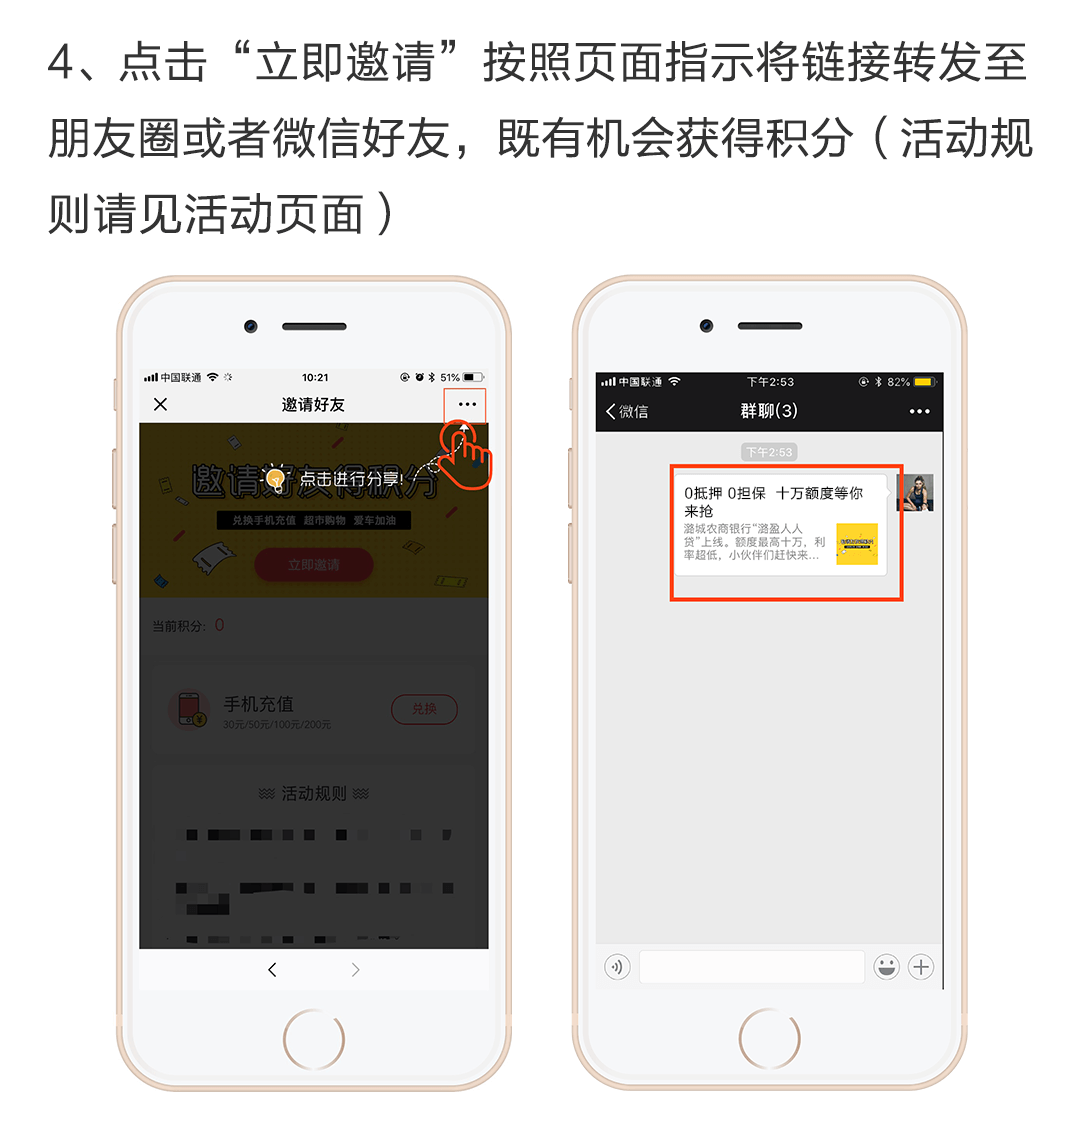 4、点击“立即邀请”按照页面指示将链接转发至
朋友圈或者微信好友，既有机会获得积分（活动规
则请见活动页面）
中国联通
10:21
51%
邀请好友
邀请好友得积分
点击进行分享!
兑换手机充值 超市购物 爱车加油
立即邀请
当前积分：0
手机充值
30元/50元/100元/200元
兑换
活动规则
中国联通
下午2:53
82%
微信
群聊(3)
下午2:53
0抵押 0担保 十万额度等你
来抢
潞城农商银行“潞盈人人
贷”上线。额度最高十万，利
率超低，小伙伴们赶快来...